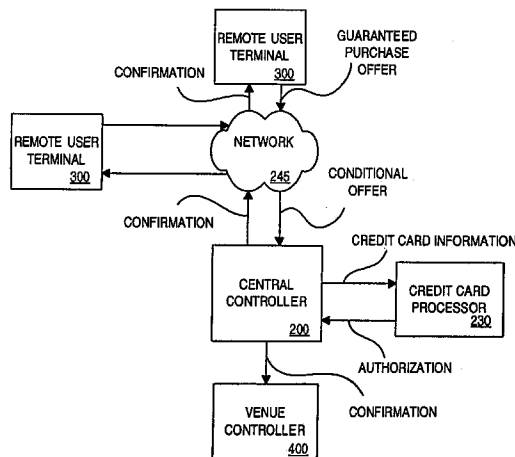 REMOTE USER
TERMINAL
300
GUARANTEED
PURCHASE
OFFER
CONFIRMATION
REMOTE USER
TERMINAL
300
NETWORK
245
CONFIRMATION
CONDITIONAL
OFFER
CREDIT CARD INFORMATION
CENTRAL
CONTROLLER
200
CREDIT CARD
PROCESSOR
230
AUTHORIZATION
CONFIRMATION
VENUE
CONTROLLER
400